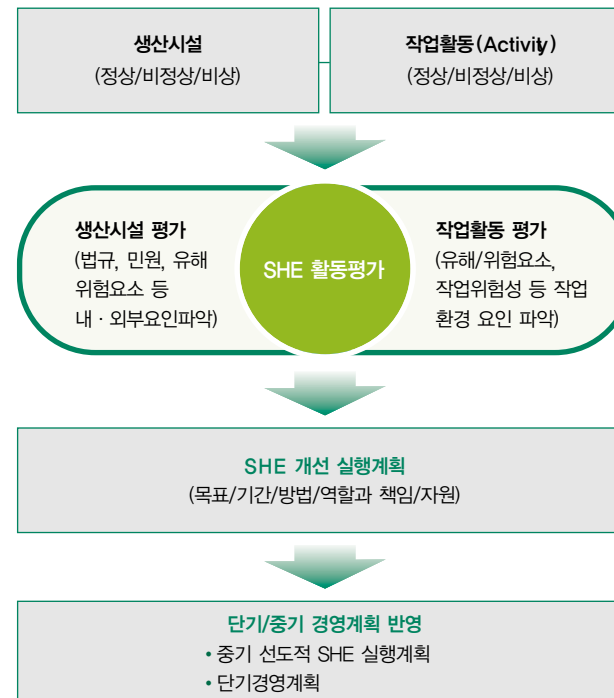 생산시설
(정상/비정상/비상)
작업활동(Activity)
(정상/비정상/비상)
생산시설 평가
(법규, 민원, 유해
위험요소 등
내 · 외부요인파악)
SHE 활동평가
작업활동 평가
(유해/위험요소,
작업위험성 등 작업
환경 요인 파악)
SHE 개선 실행계획
(목표/기간/방법/역할과 책임/자원)
단기/중기 경영계획 반영
• 중기 선도적 SHE 실행계획
• 단기경영계획